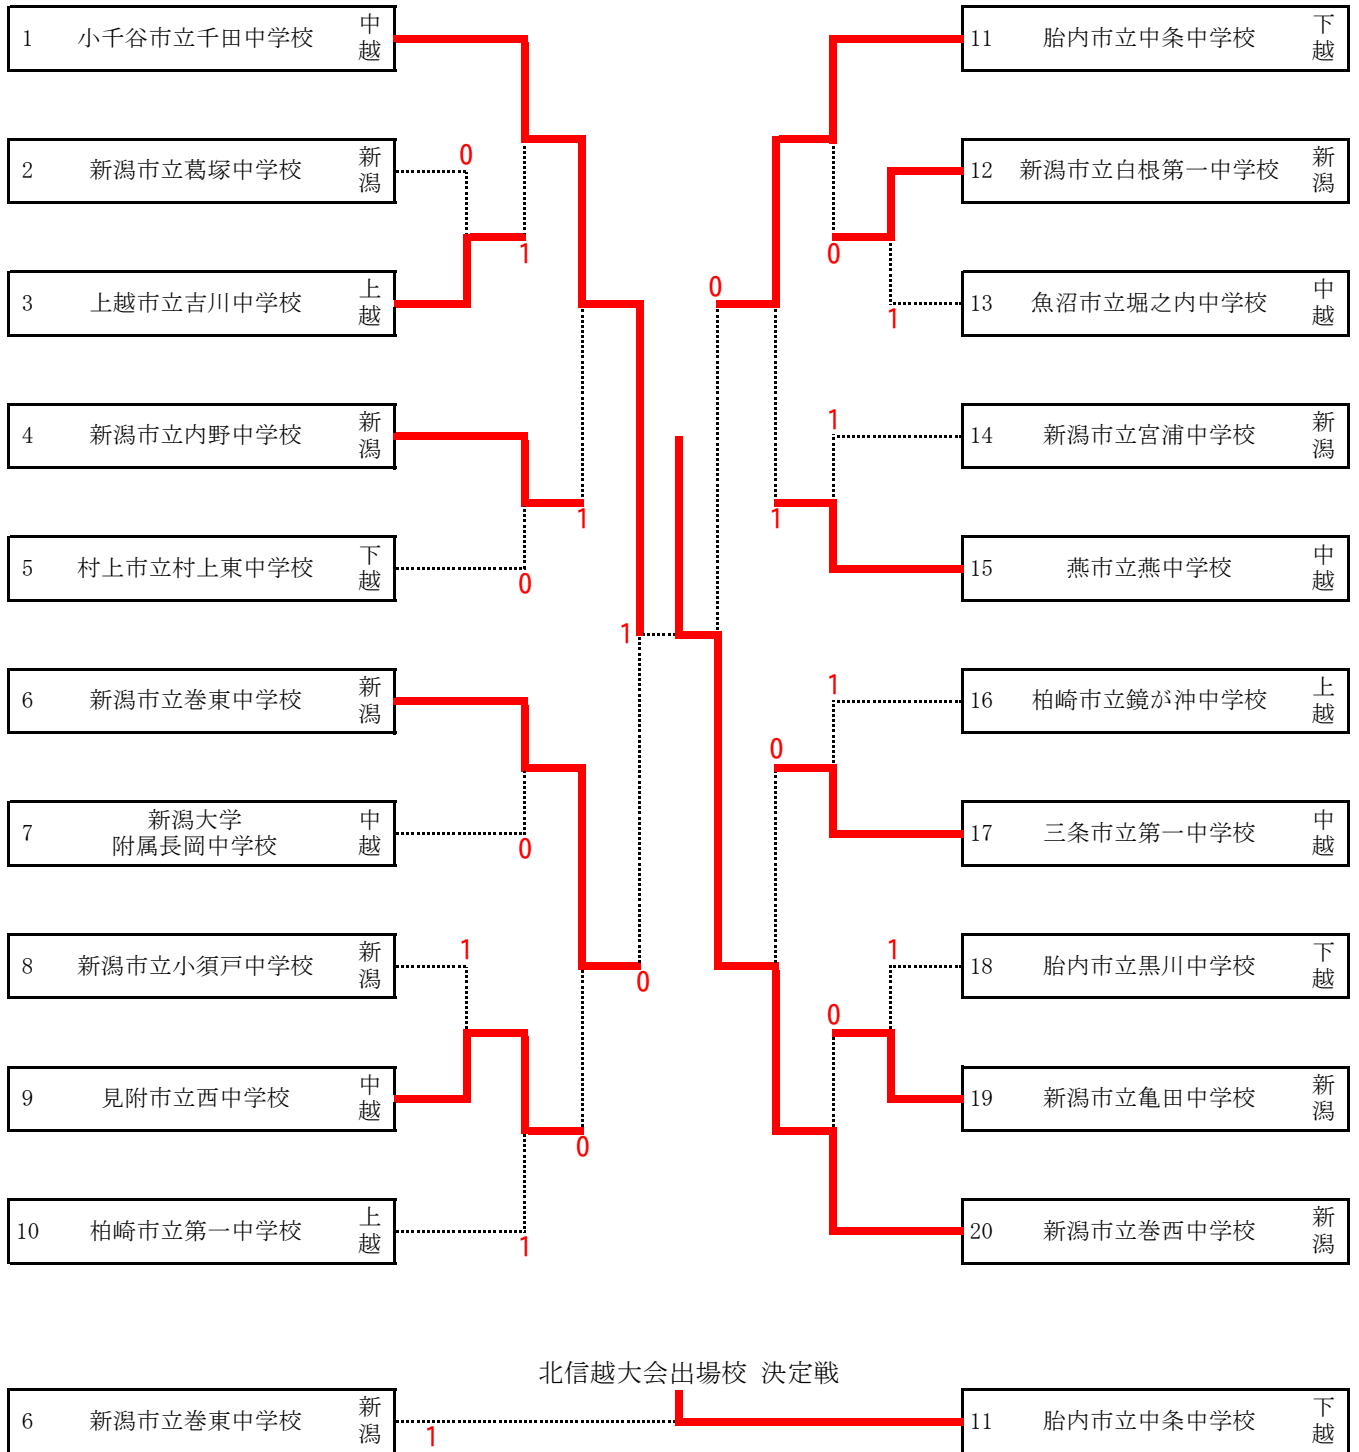 1 小千谷市立千田中学校 中越
2 新潟市立葛塚中学校 新潟
0
3 上越市立吉川中学校 上越
1
4 新潟市立内野中学校 新潟
1
5 村上市立村上東中学校 下越
0
1
6 新潟市立巻東中学校 新潟
7 新潟大学
附属長岡中学校 中越
0
8 新潟市立小須戸中学校 新潟
1
0
9 見附市立西中学校 中越
0
10 柏崎市立第一中学校 上越
1
11 胎内市立中条中学校 下越
12 新潟市立白根第一中学校 新潟
0
0
13 魚沼市立堀之内中学校 中越
1
14 新潟市立宮浦中学校 新潟
1
1
15 燕市立燕中学校 中越
16 柏崎市立鏡が沖中学校 上越
1
0
17 三条市立第一中学校 中越
18 胎内市立黒川中学校 下越
1
0
19 新潟市立亀田中学校 新潟
20 新潟市立巻西中学校 新潟
北信越大会出場校 決定戦
6 新潟市立巻東中学校 新潟
1
11 胎内市立中条中学校 下越